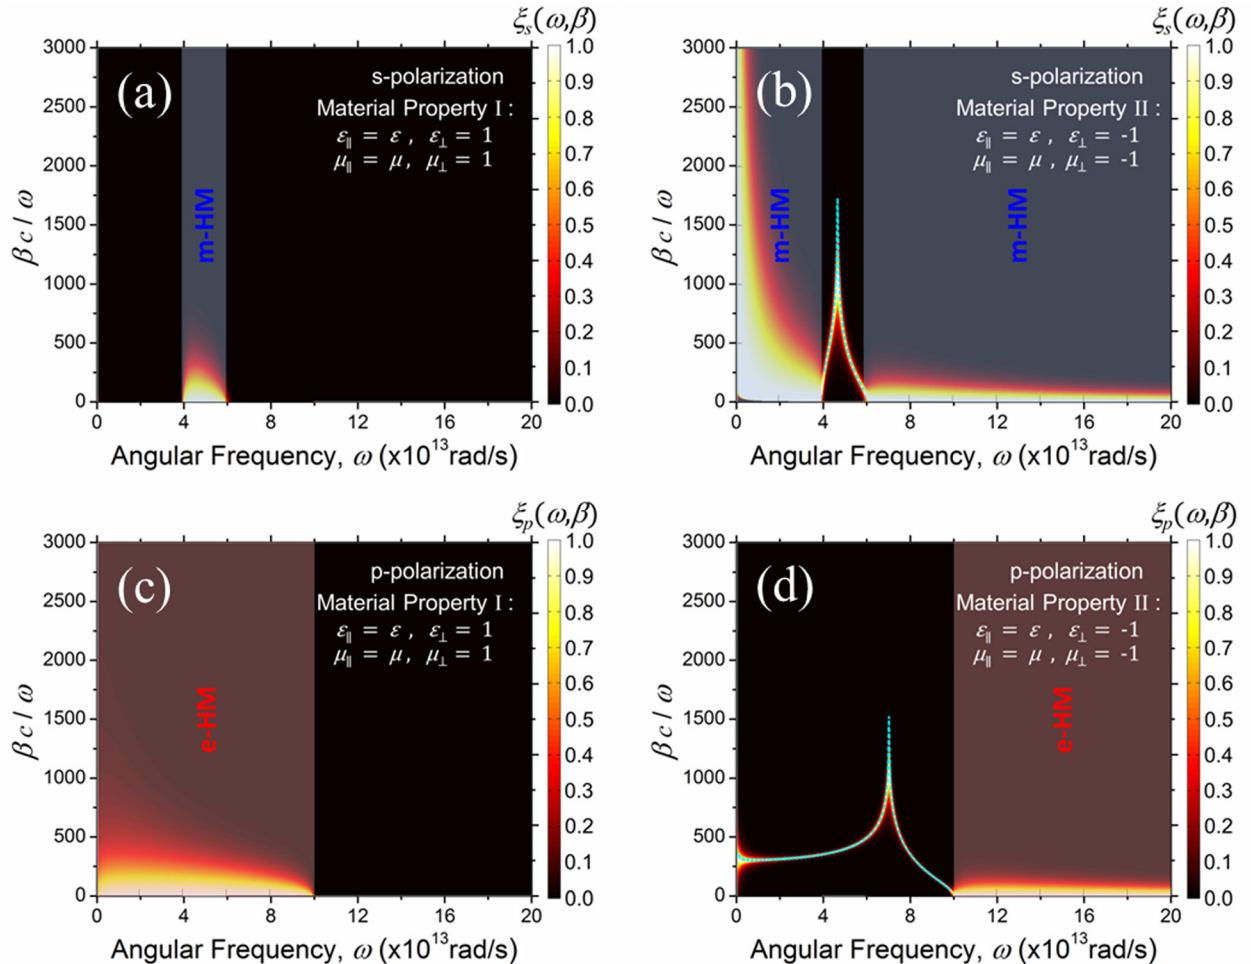 ξs(ω,β)
3000
2500
2000
1500
1000
500
0
β c / ω
(a)
s-polarization
Material Property I :
ε∥ = ε , ε⊥ = 1
μ∥ = μ, μ⊥ = 1
m-HM
0 4 8 12 16 20
Angular Frequency, ω (x10¹³rad/s)
1.0
0.9
0.8
0.7
0.6
0.5
0.4
0.3
0.2
0.1
0.0
ξs(ω,β)
3000
2500
2000
1500
1000
500
0
β c / ω
(b)
s-polarization
Material Property II :
ε∥ = ε , ε⊥ = -1
μ∥ = μ , μ⊥ = -1
m-HM
m-HM
0 4 8 12 16 20
Angular Frequency, ω (x10¹³rad/s)
1.0
0.9
0.8
0.7
0.6
0.5
0.4
0.3
0.2
0.1
0.0
ξp(ω,β)
3000
2500
2000
1500
1000
500
0
β c / ω
(c)
p-polarization
Material Property I :
ε∥ = ε , ε⊥ = 1
μ∥ = μ , μ⊥ = 1
e-HM
0 4 8 12 16 20
Angular Frequency, ω (x10¹³rad/s)
1.0
0.9
0.8
0.7
0.6
0.5
0.4
0.3
0.2
0.1
0.0
ξp(ω,β)
3000
2500
2000
1500
1000
500
0
β c / ω
(d)
p-polarization
Material Property II :
ε∥ = ε , ε⊥ = -1
μ∥ = μ , μ⊥ = -1
e-HM
0 4 8 12 16 20
Angular Frequency, ω (x10¹³rad/s)
1.0
0.9
0.8
0.7
0.6
0.5
0.4
0.3
0.2
0.1
0.0